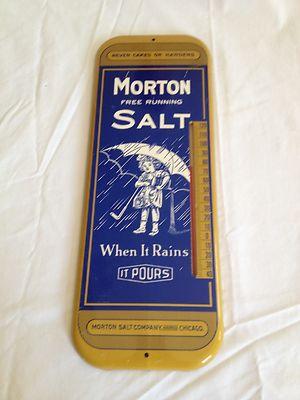 NEVER CAKES OR HARDENS
MORTON
FREE RUNNING
SALT
When It Rains
IT POURS
MORTON SALT COMPANY CHICAGO